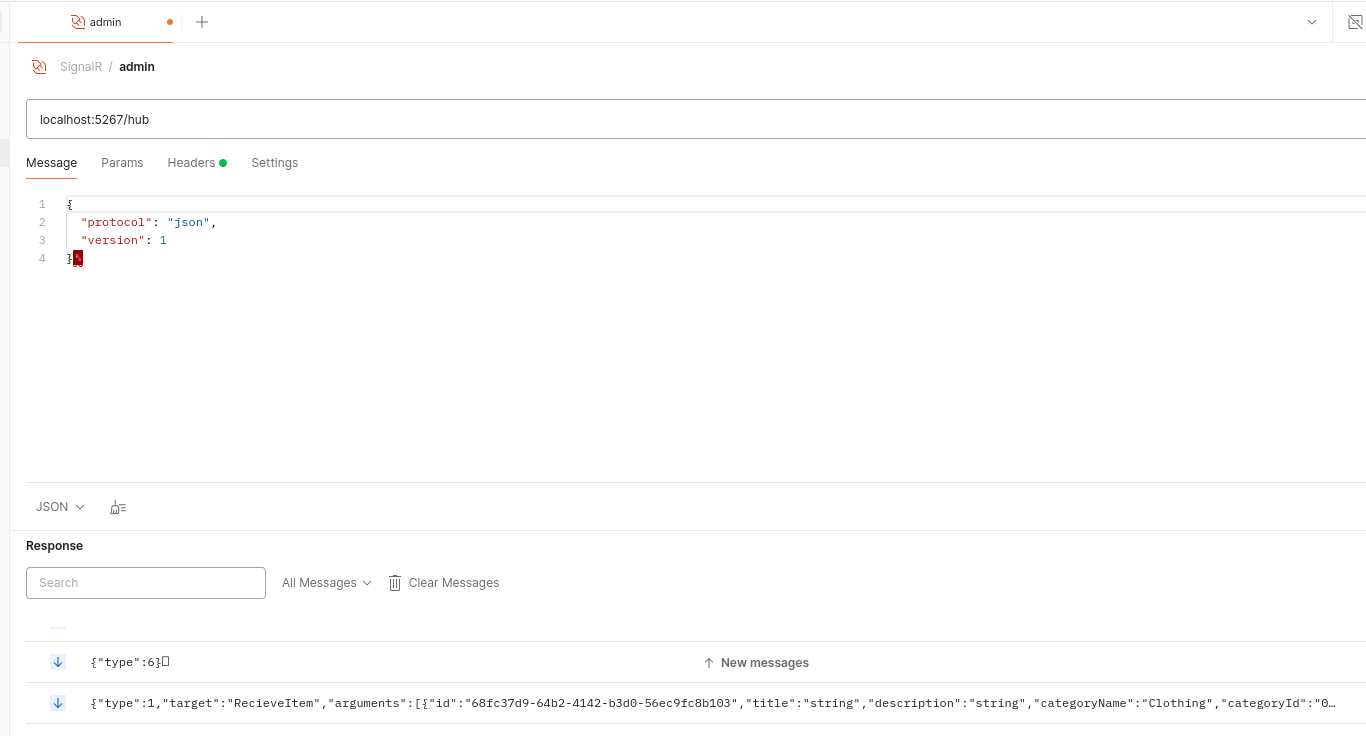 admin
SignalR / admin
localhost:5267/hub
Message Params Headers Settings
1 {
2 "protocol": "json",
3 "version": 1
4 }
JSON
Response
Search All Messages Clear Messages
{"type":6} New messages
{"type":1,"target":"RecieveItem","arguments":[{"id":"68fc37d9-64b2-4142-b3d0-56ec9fc8b103","title":"string","description":"string","categoryName":"Clothing","categoryId":"0…